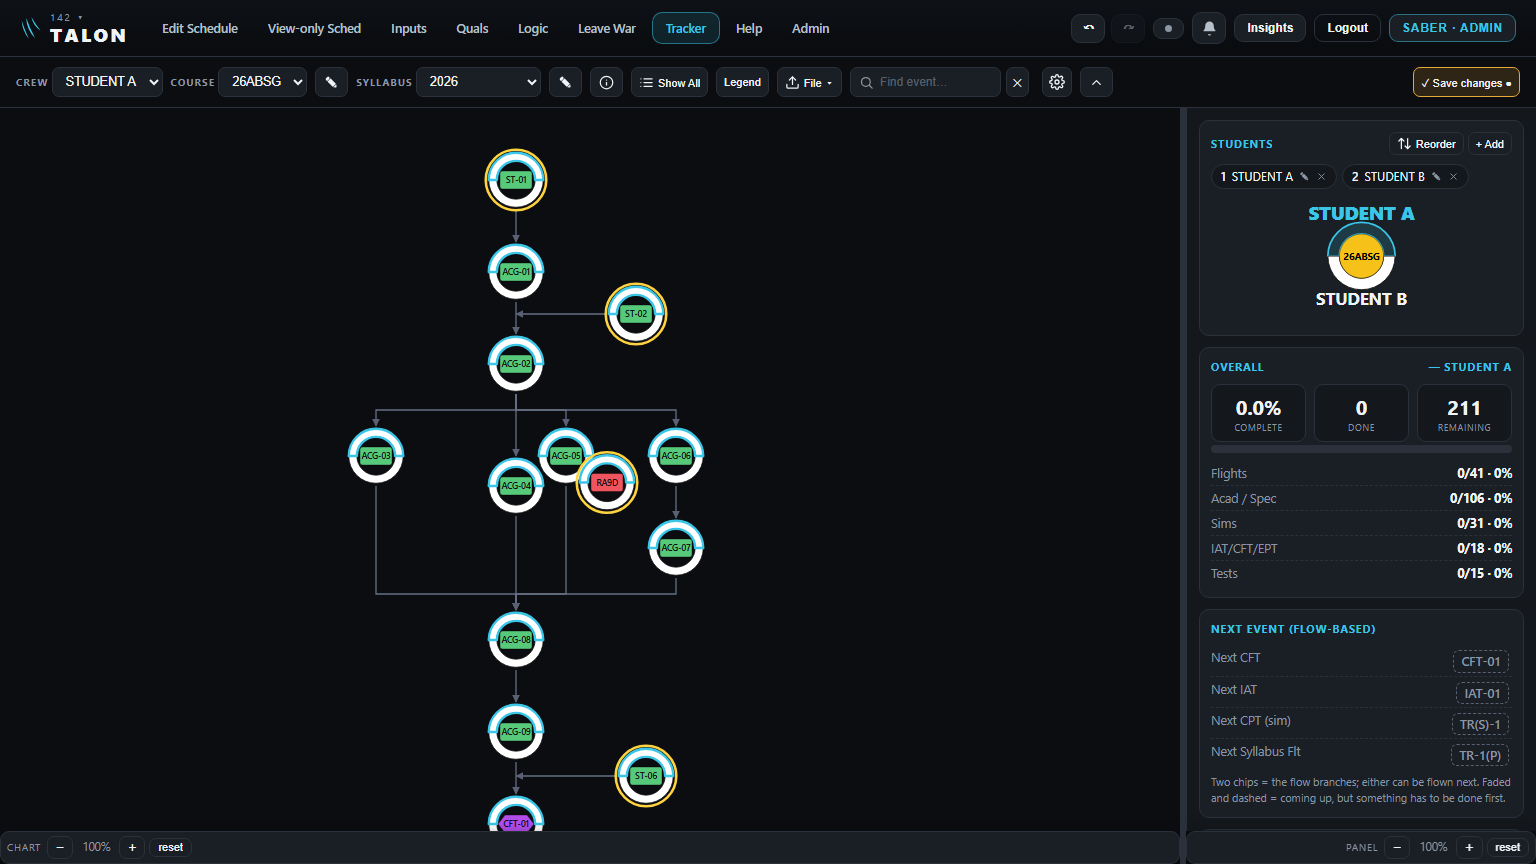 142
TALON
Edit Schedule
View-only Sched
Inputs
Quals
Logic
Leave War
Tracker
Help
Admin
Insights
Logout
SABER · ADMIN
CREW
STUDENT A
COURSE
26ABSG
SYLLABUS
2026
Show All
Legend
File
Find event...
✓ Save changes
ST-01
ACG-01
ST-02
ACG-02
ACG-03
ACG-04
ACG-05
RA9D
ACG-06
ACG-07
ACG-08
ACG-09
ST-06
CFT-01
CHART
−
100%
+
reset
STUDENTS
Reorder
+ Add
1 STUDENT A
2 STUDENT B
STUDENT A
26ABSG
STUDENT B
OVERALL
— STUDENT A
0.0%
COMPLETE
0
DONE
211
REMAINING
Flights 0/41 · 0%
Acad / Spec 0/106 · 0%
Sims 0/31 · 0%
IAT/CFT/EPT 0/18 · 0%
Tests 0/15 · 0%
NEXT EVENT (FLOW-BASED)
Next CFT CFT-01
Next IAT IAT-01
Next CPT (sim) TR(S)-1
Next Syllabus Flt TR-1(P)
Two chips = the flow branches; either can be flown next. Faded
and dashed = coming up, but something has to be done first.
PANEL
−
100%
+
reset